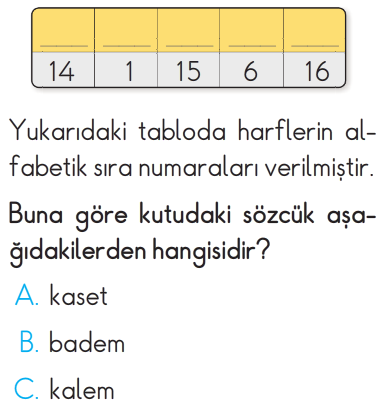 14 1 15 6 16
Yukarıdaki tabloda harflerin al-
fabetik sıra numaraları verilmiştir.
Buna göre kutudaki sözcük aşa-
ğıdakilerden hangisidir?
A. kaset
B. badem
C. kalem